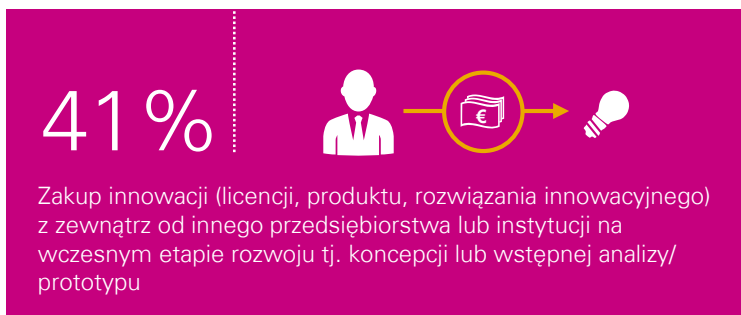 41%
€
Zakup innowacji (licencji, produktu, rozwiązania innowacyjnego)
z zewnątrz od innego przedsiębiorstwa lub instytucji na
wczesnym etapie rozwoju tj. koncepcji lub wstępnej analizy/
prototypu